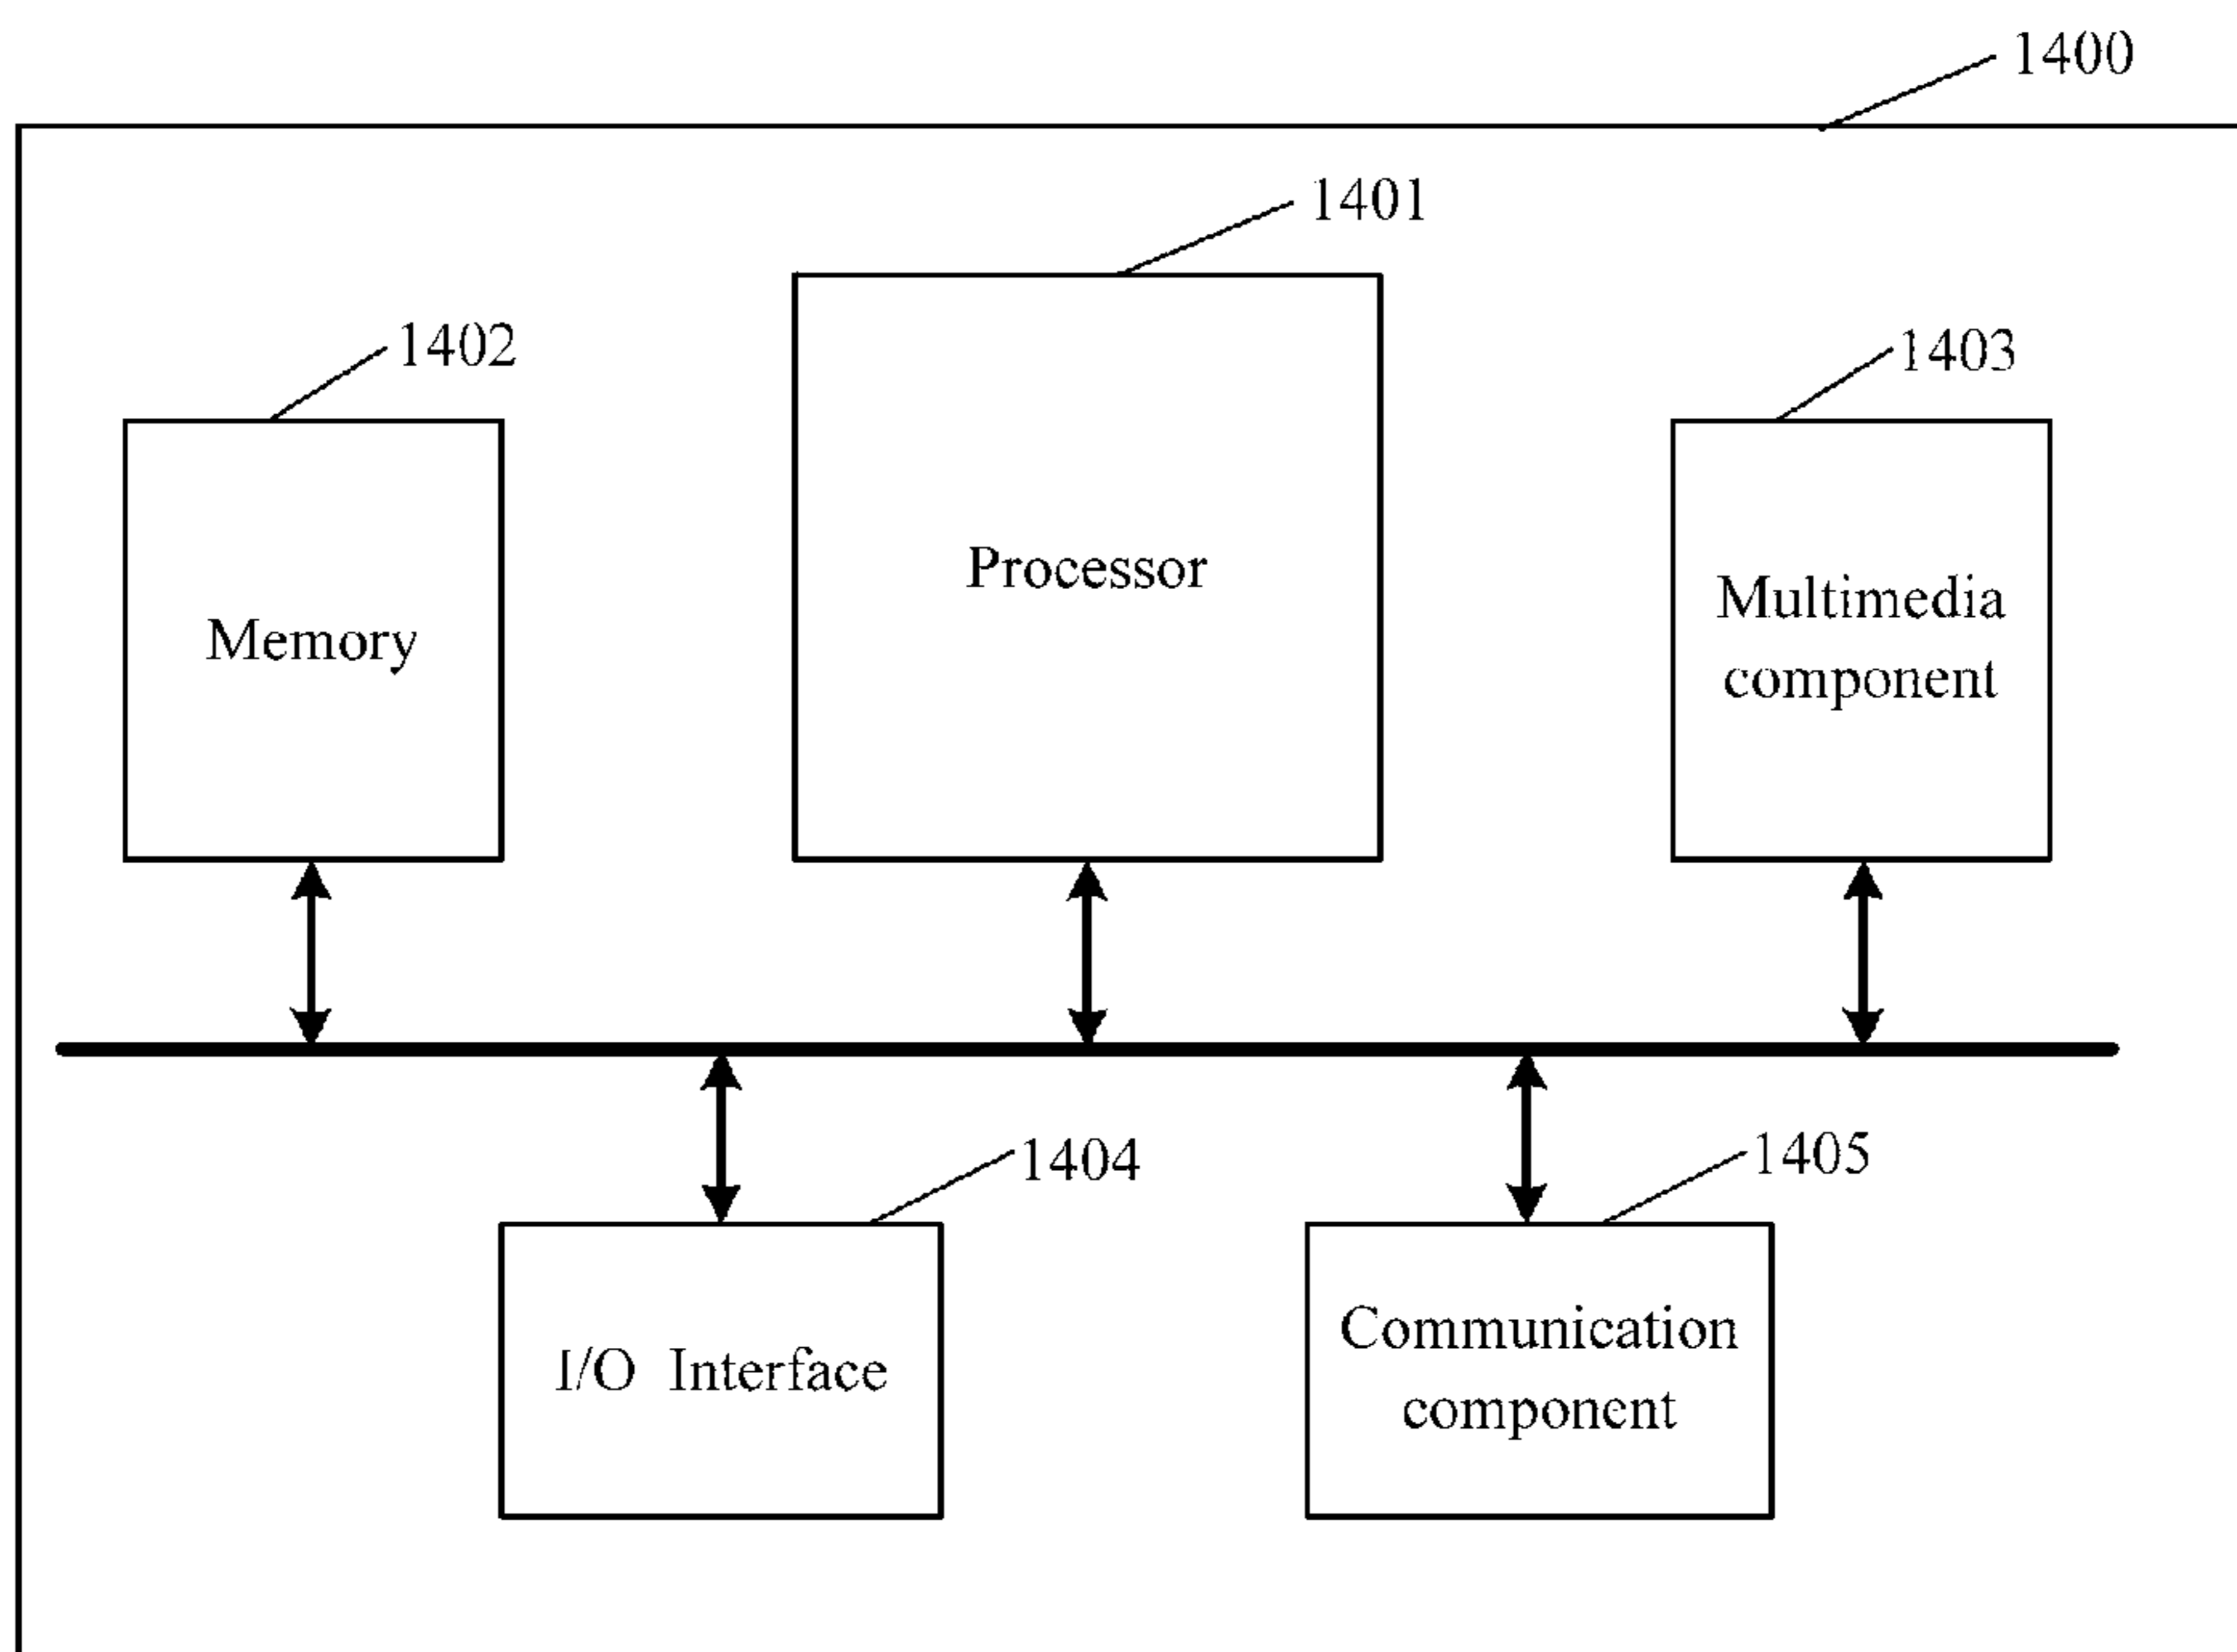 1400
1401
1402
1403
Processor
Memory
Multimedia
component
1404
1405
I/O Interface
Communication
component